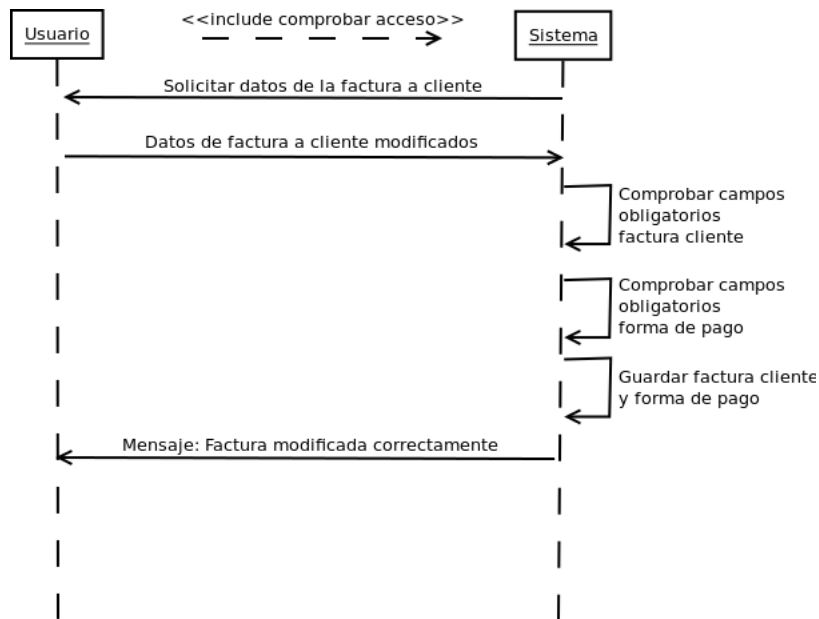 <<include comprobar acceso>>
Usuario
Sistema
Solicitar datos de la factura a cliente
Datos de factura a cliente modificados
Comprobar campos
obligatorios
factura cliente
Comprobar campos
obligatorios
forma de pago
Guardar factura cliente
y forma de pago
Mensaje: Factura modificada correctamente